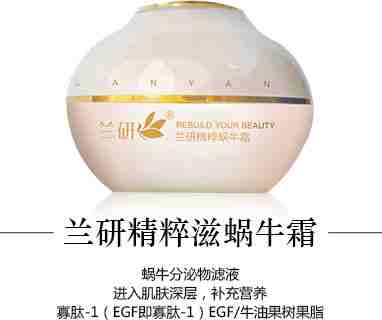 LANYAN
兰研®
REBUILD YOUR BEAUTY
兰研精粹蜗牛霜
兰研精粹滋蜗牛霜
蜗牛分泌物滤液
进入肌肤深层，补充营养
寡肽-1（EGF即寡肽-1）EGF/牛油果树果脂